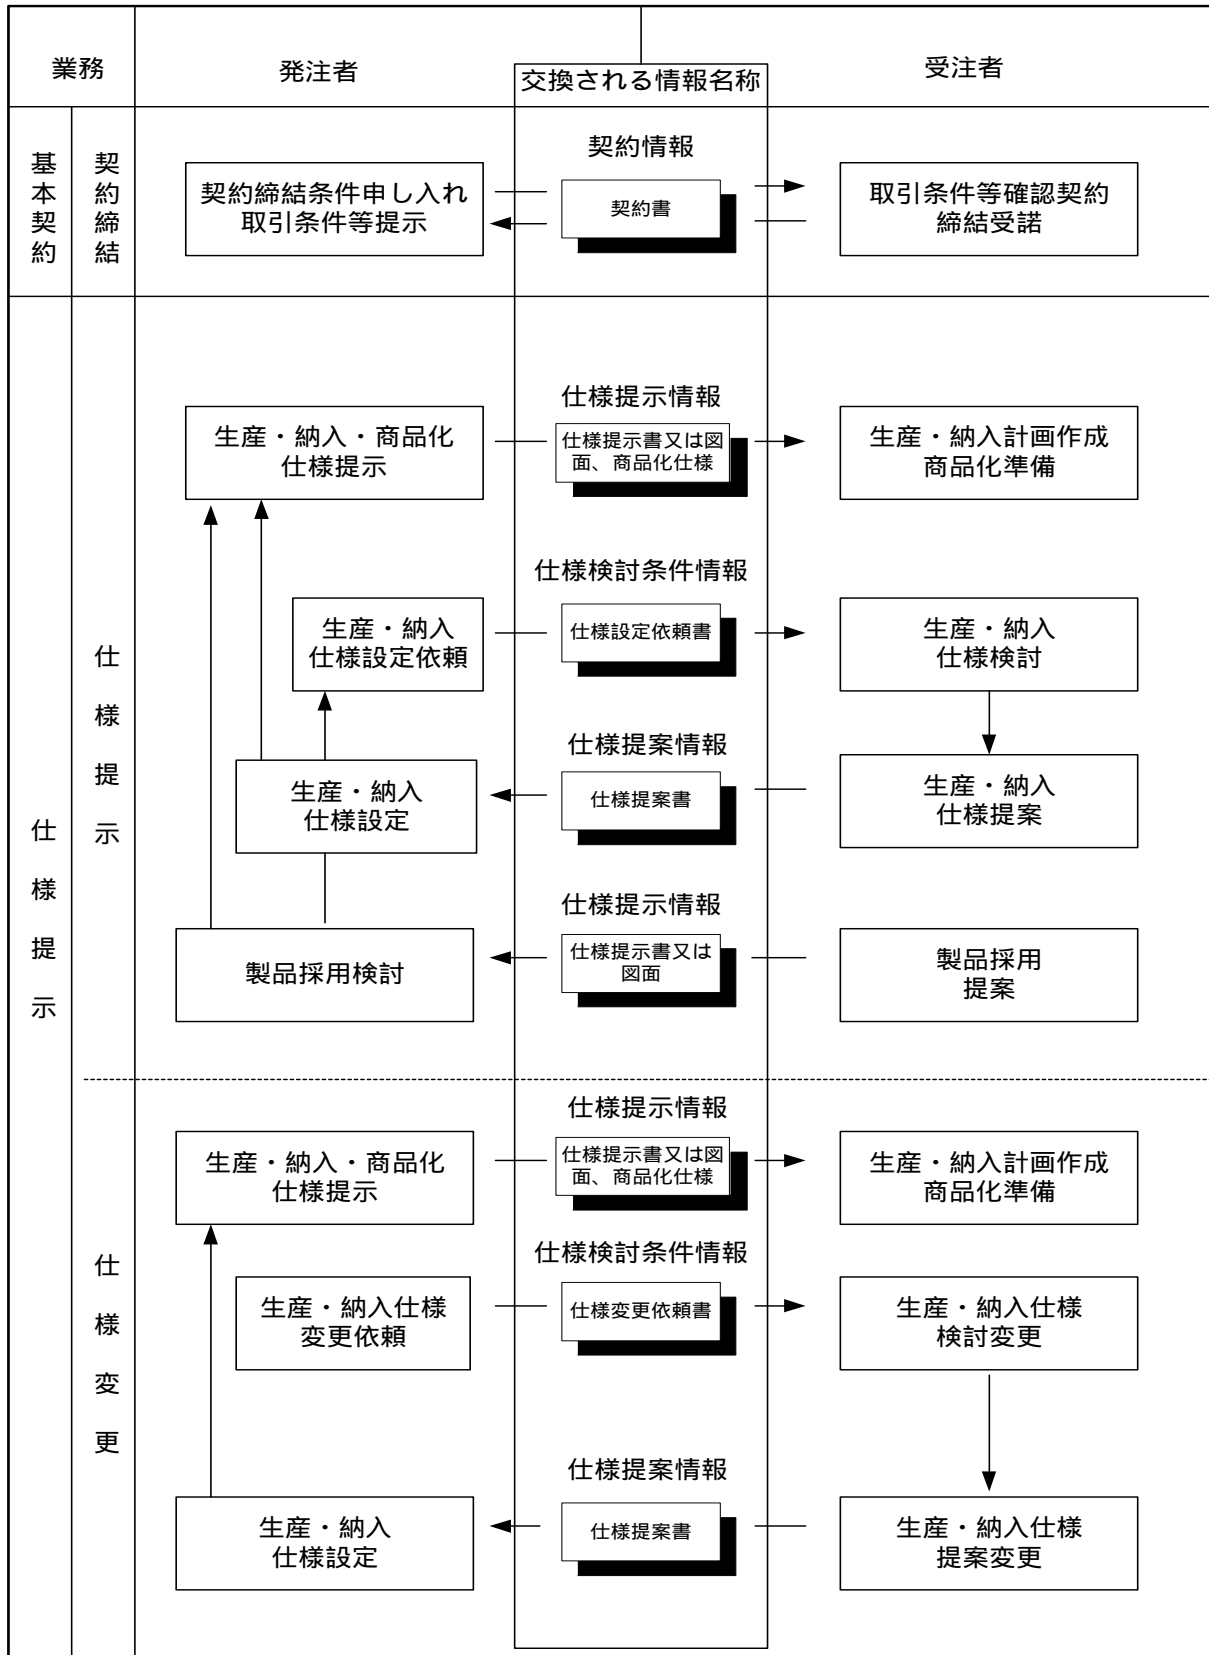 業務
発注者
交換される情報名称
受注者
基本契約
契約締結
契約情報
契約締結条件申し入れ
取引条件等提示
契約書
取引条件等確認契約
締結受諾
仕様提示
仕様提示
仕様提示情報
生産・納入・商品化
仕様提示
仕様提示書又は図
面、商品化仕様
生産・納入計画作成
商品化準備
仕様検討条件情報
生産・納入
仕様設定依頼
仕様設定依頼書
生産・納入
仕様検討
仕様提案情報
生産・納入
仕様設定
仕様提案書
生産・納入
仕様提案
仕様提示情報
製品採用検討
仕様提示書又は
図面
製品採用
提案
仕様変更
仕様提示情報
生産・納入・商品化
仕様提示
仕様提示書又は図
面、商品化仕様
生産・納入計画作成
商品化準備
仕様検討条件情報
生産・納入仕様
変更依頼
仕様変更依頼書
生産・納入仕様
検討変更
仕様提案情報
生産・納入
仕様設定
仕様提案書
生産・納入仕様
提案変更